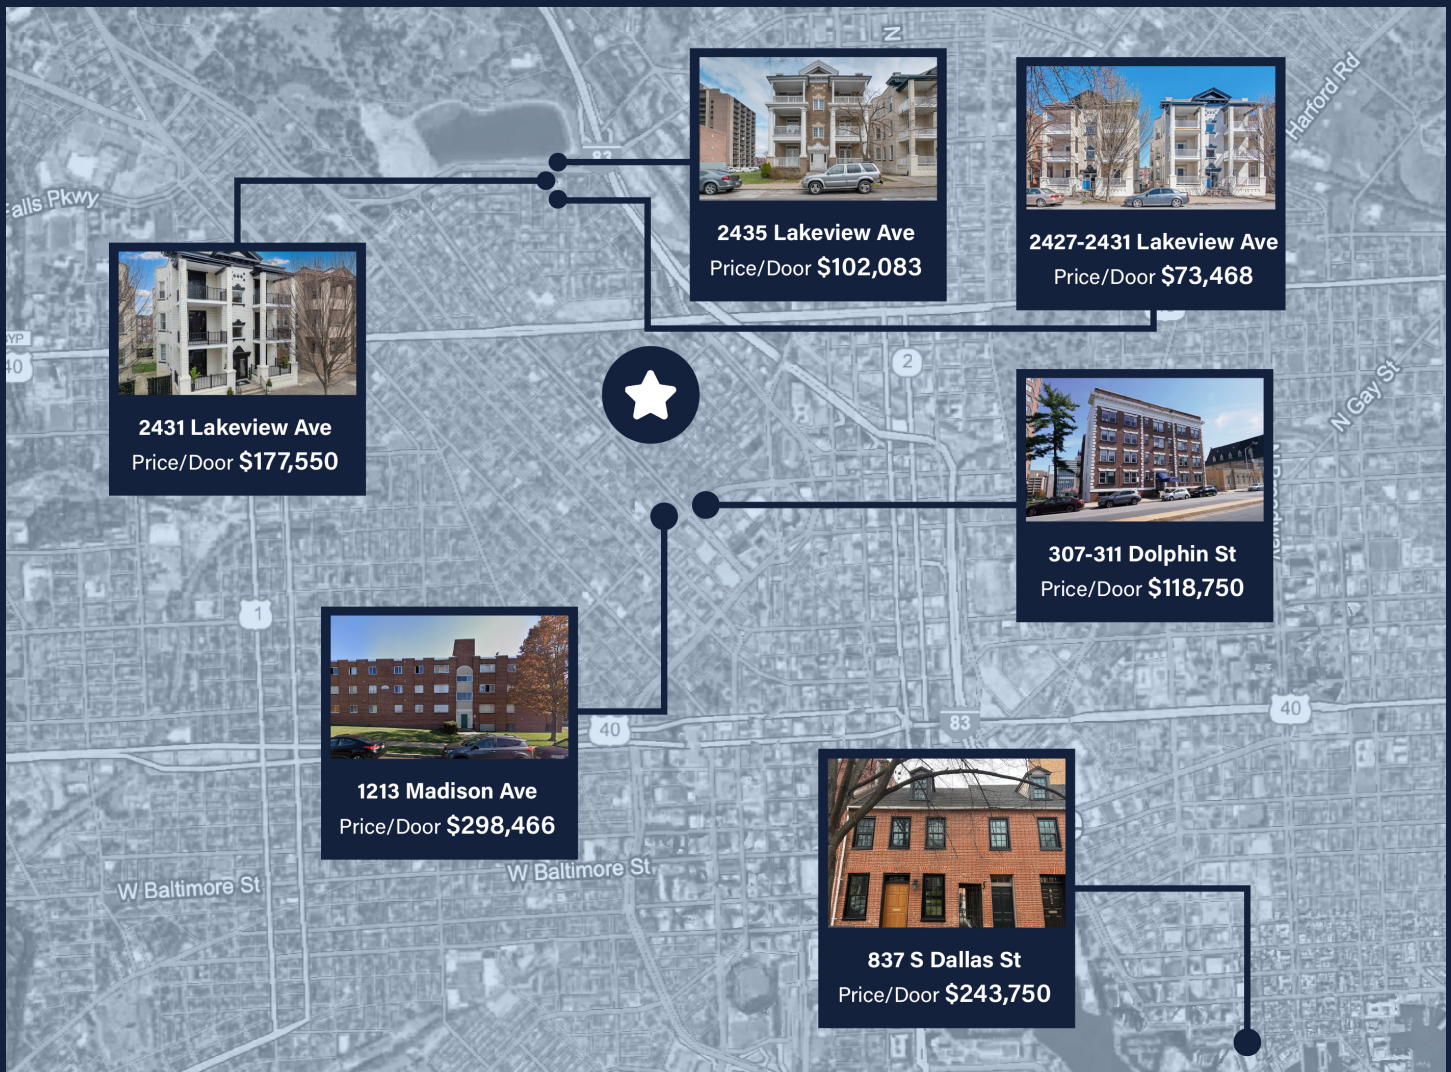 N
Harford Rd
83
Falls Pkwy
2435 Lakeview Ave
Price/Door $102,083
2427-2431 Lakeview Ave
Price/Door $73,468
YP
40
2
N Gay St
2431 Lakeview Ave
Price/Door $177,550
N Broadway
307-311 Dolphin St
Price/Door $118,750
1
40
83
40
1213 Madison Ave
Price/Door $298,466
W Baltimore St
W Baltimore St
837 S Dallas St
Price/Door $243,750